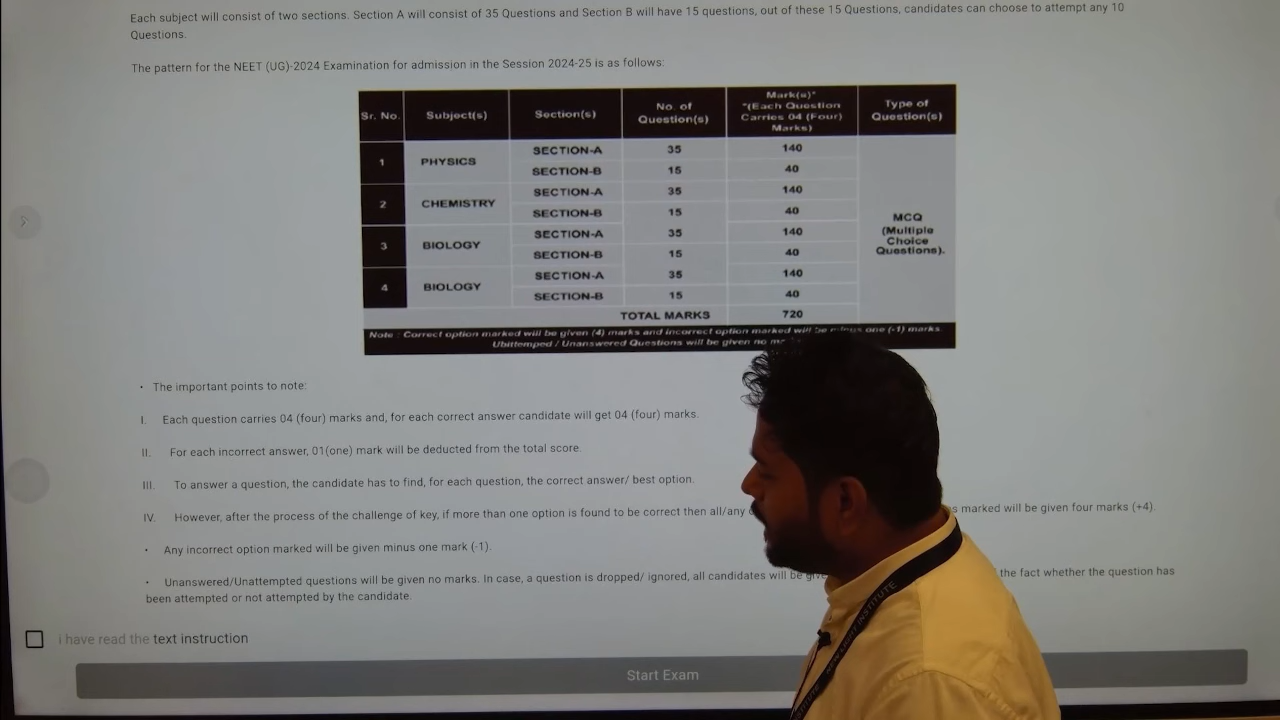 Each subject will consist of two sections. Section A will consist of 35 Questions and Section B will have 15 questions, out of these 15 Questions, candidates can choose to attempt any 10
Questions.
The pattern for the NEET (UG)-2024 Examination for admission in the Session 2024-25 is as follows:
Sr. No. Subject(s) Section(s) No. of Question(s) Mark(s)* *(Each Question Carries 04 (Four) Marks) Type of Question(s)
1 PHYSICS SECTION-A 35 140
SECTION-B 15 40
2 CHEMISTRY SECTION-A 35 140
SECTION-B 15 40
MCQ (Multiple Choice Questions).
3 BIOLOGY SECTION-A 35 140
SECTION-B 15 40
4 BIOLOGY SECTION-A 35 140
SECTION-B 15 40
TOTAL MARKS 720
Note : Correct option marked will be given (4) marks and incorrect option marked will be minus one (-1) marks.
Ubittemped / Unanswered Questions will be given no
• The important points to note:
I. Each question carries 04 (four) marks and, for each correct answer candidate will get 04 (four) marks.
II. For each incorrect answer, 01(one) mark will be deducted from the total score.
III. To answer a question, the candidate has to find, for each question, the correct answer/ best option.
IV. However, after the process of the challenge of key, if more than one option is found to be correct then all/any marked will be given four marks (+4).
• Any incorrect option marked will be given minus one mark (-1).
• Unanswered/Unattempted questions will be given no marks. In case, a question is dropped/ ignored, all candidates will be the fact whether the question has
been attempted or not attempted by the candidate.
i have read the text instruction
Start Exam
INSTITUTE